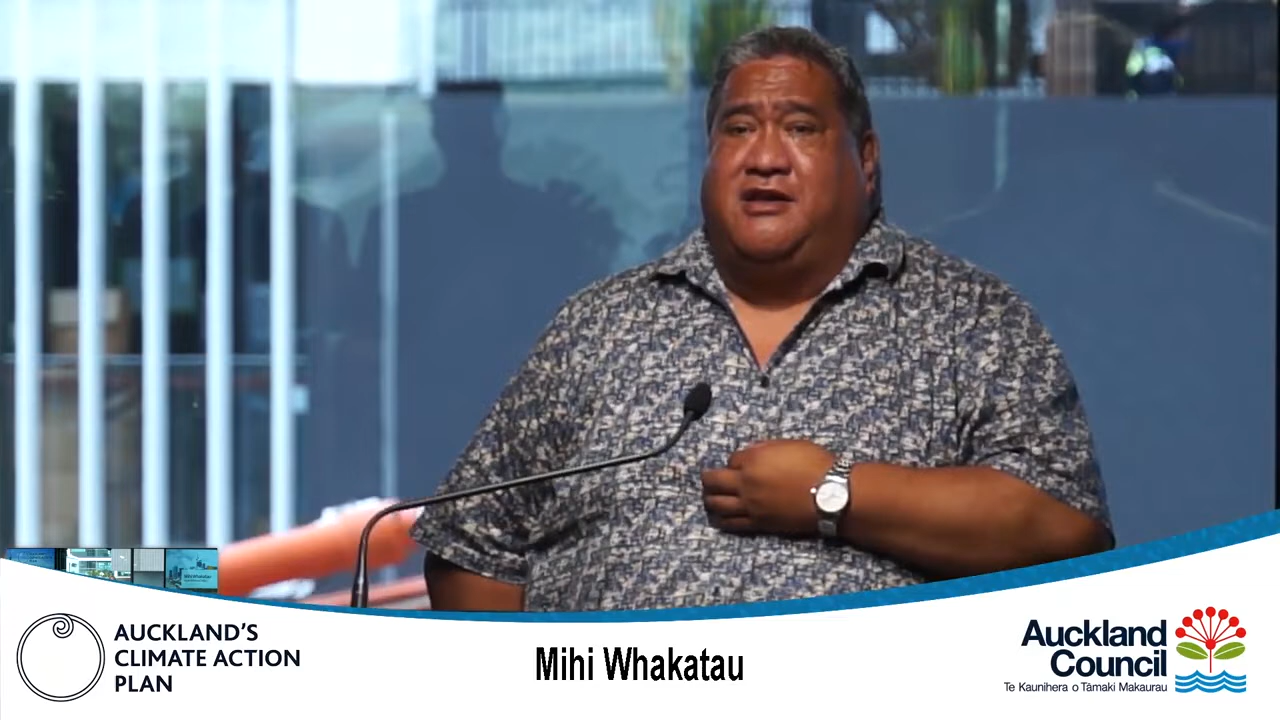 AUCKLAND'S
CLIMATE ACTION
PLAN
Mihi Whakatau
Auckland
Council
Te Kaunihera o Tāmaki Makaurau